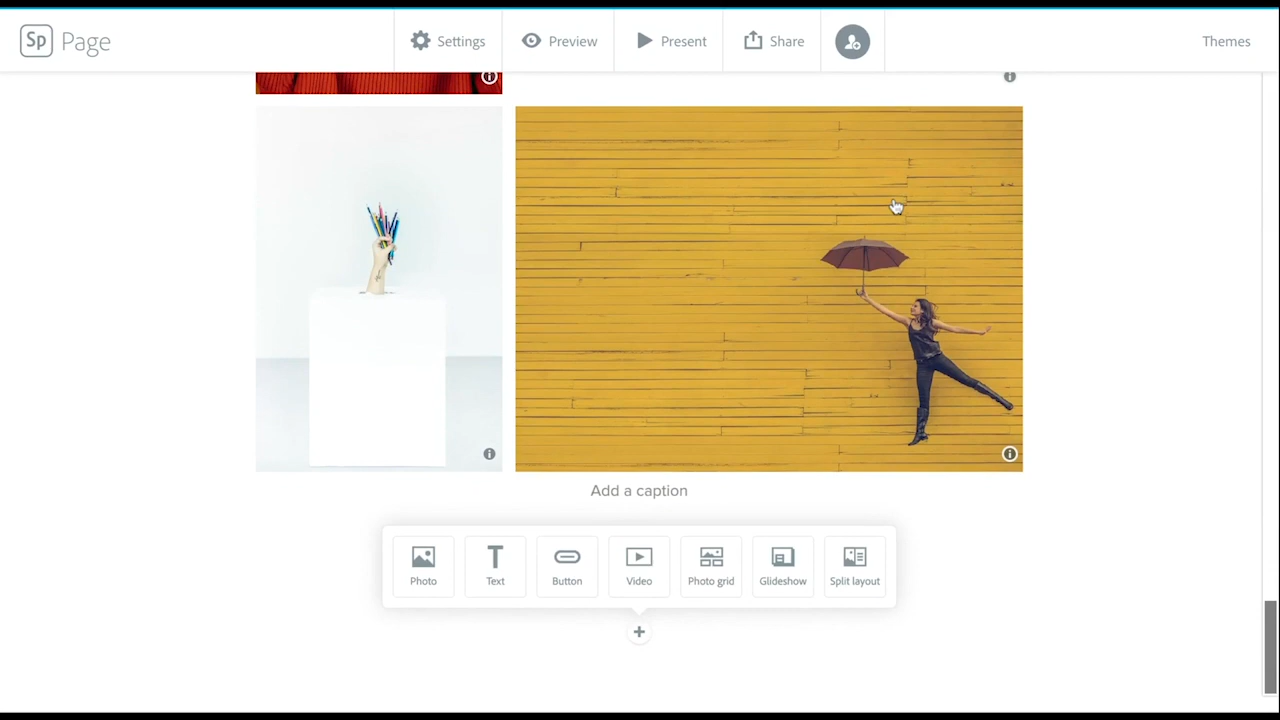 Sp Page
Settings
Preview
Present
Share
Themes
Add a caption
Photo
Text
Button
Video
Photo grid
Glideshow
Split layout